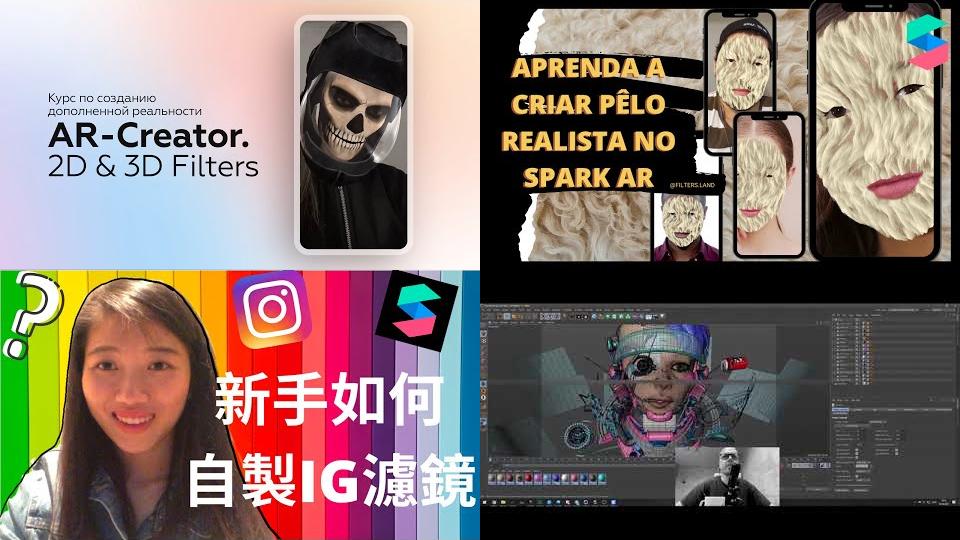 Курс по созданию
дополненной реальности
AR-Creator.
2D & 3D Filters
APRENDA A
CRIAR PÊLO
REALISTA NO
SPARK AR
@FILTERS.LAND
?
新手如何
自製IG濾鏡